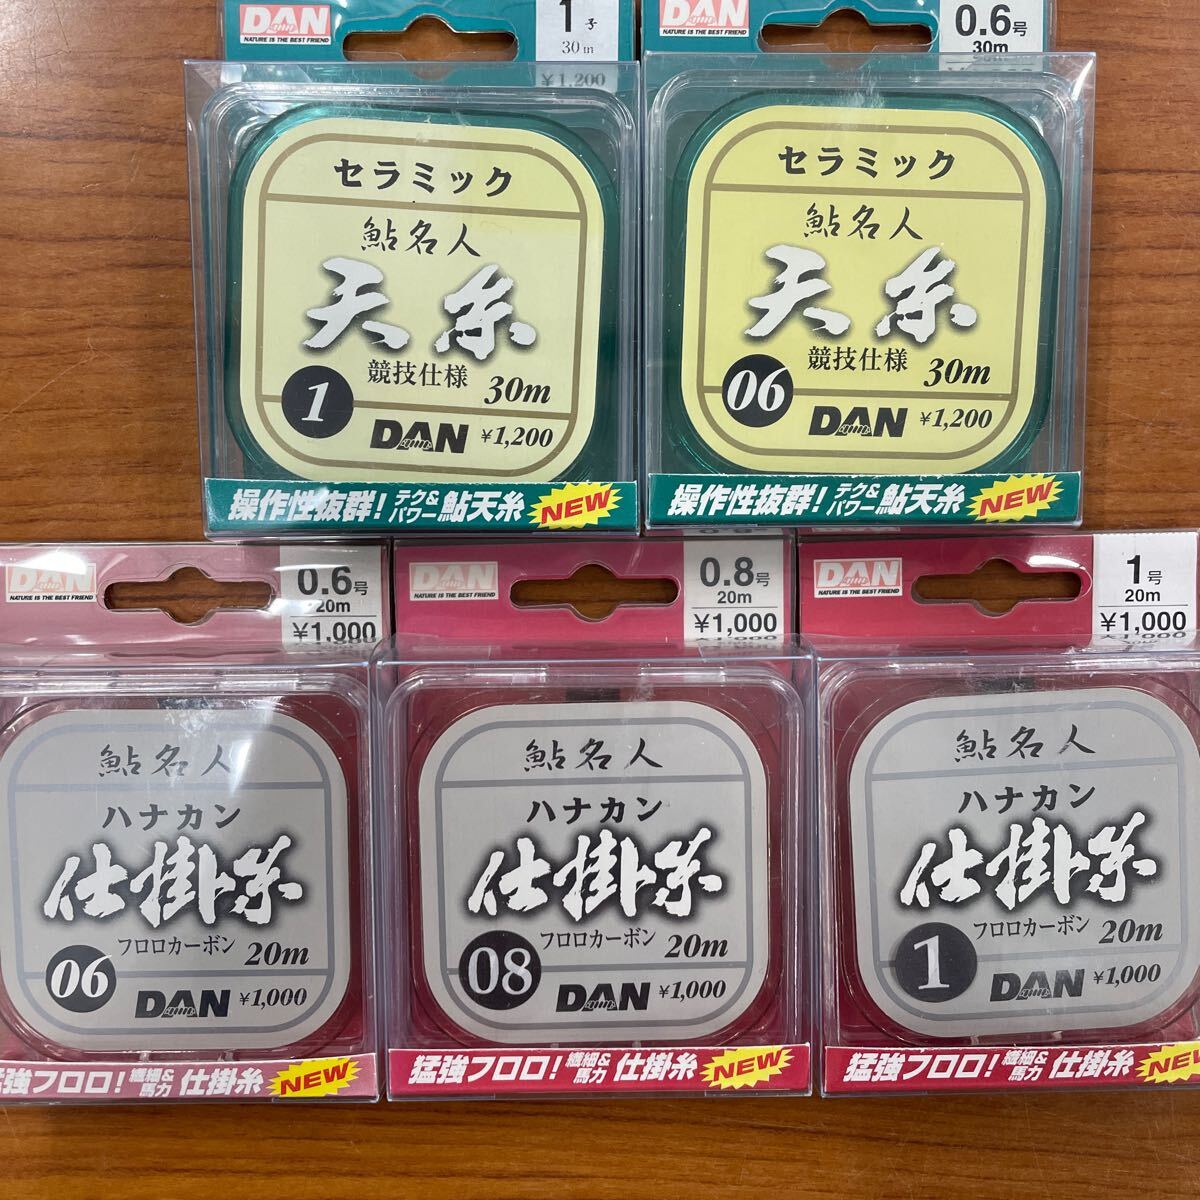 DAN
NATURE IS THE BEST FRIEND
1号
30m
¥1,200
セラミック
鮎名人
天糸
競技仕様
30m
1
DAN
¥1,200
操作性抜群!テク&パワー鮎天糸
NEW
DAN
NATURE IS THE BEST FRIEND
0.6号
30m
セラミック
鮎名人
天糸
競技仕様
30m
06
DAN
¥1,200
操作性抜群!テク&パワー鮎天糸
NEW
DAN
NATURE IS THE BEST FRIEND
0.6号
20m
¥1,000
鮎名人
ハナカン
仕掛糸
フロロカーボン
20m
06
DAN
¥1,000
猛強フロロ!繊細&馬力仕掛糸
NEW
DAN
NATURE IS THE BEST FRIEND
0.8号
20m
¥1,000
鮎名人
ハナカン
仕掛糸
フロロカーボン
20m
08
DAN
¥1,000
猛強フロロ!繊細&馬力仕掛糸
NEW
DAN
NATURE IS THE BEST FRIEND
1号
20m
¥1,000
鮎名人
ハナカン
仕掛糸
フロロカーボン
20m
1
DAN
¥1,000
猛強フロロ!繊細&馬力仕掛糸
NEW